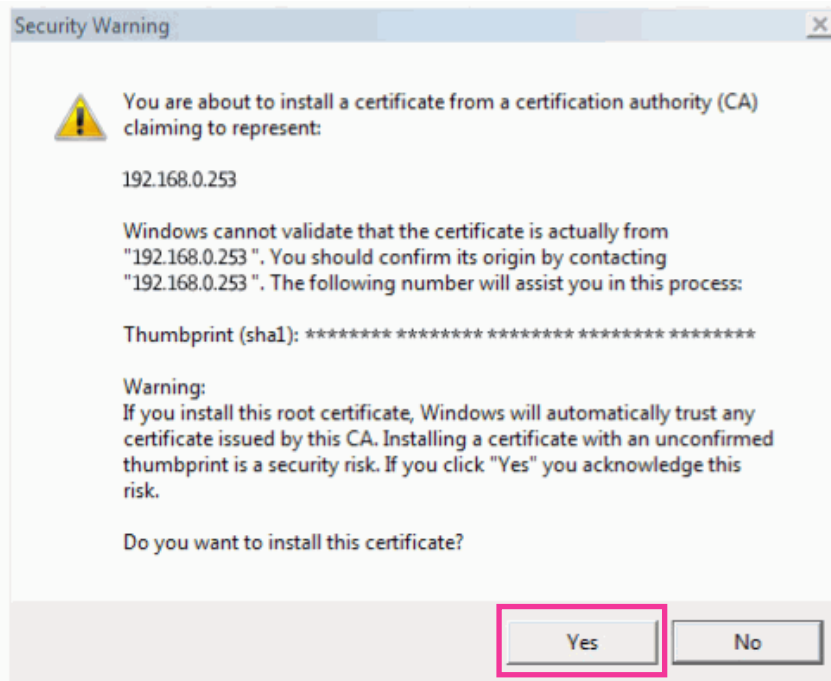 Security Warning
You are about to install a certificate from a certification authority (CA)
claiming to represent:
192.168.0.253
Windows cannot validate that the certificate is actually from
"192.168.0.253 ". You should confirm its origin by contacting
"192.168.0.253 ". The following number will assist you in this process:
Thumbprint (sha1): ******** ******** ******** ******** ********
Warning:
If you install this root certificate, Windows will automatically trust any
certificate issued by this CA. Installing a certificate with an unconfirmed
thumbprint is a security risk. If you click "Yes" you acknowledge this
risk.
Do you want to install this certificate?
Yes No